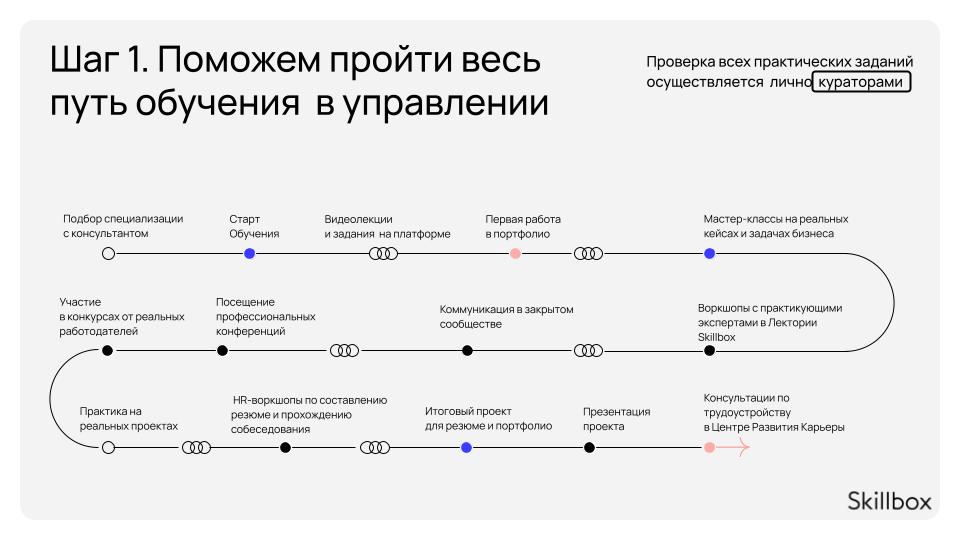 Шаг 1. Поможем пройти весь
путь обучения в управлении
Проверка всех практических заданий
осуществляется лично кураторами
Подбор специализации
с консультантом
Старт
Обучения
Видеолекции
и задания на платформе
Первая работа
в портфолио
Мастер-классы на реальных
кейсах и задачах бизнеса
Участие
в конкурсах от реальных
работодателей
Посещение
профессиональных
конференций
Коммуникация в закрытом
сообществе
Воркшопы с практикующими
экспертами в Лектории
Skillbox
Практика на
реальных проектах
HR-воркшопы по составлению
резюме и прохождению
собеседования
Итоговый проект
для резюме и портфолио
Презентация
проекта
Консультации по
трудоустройству
в Центре Развития Карьеры
Skillbox